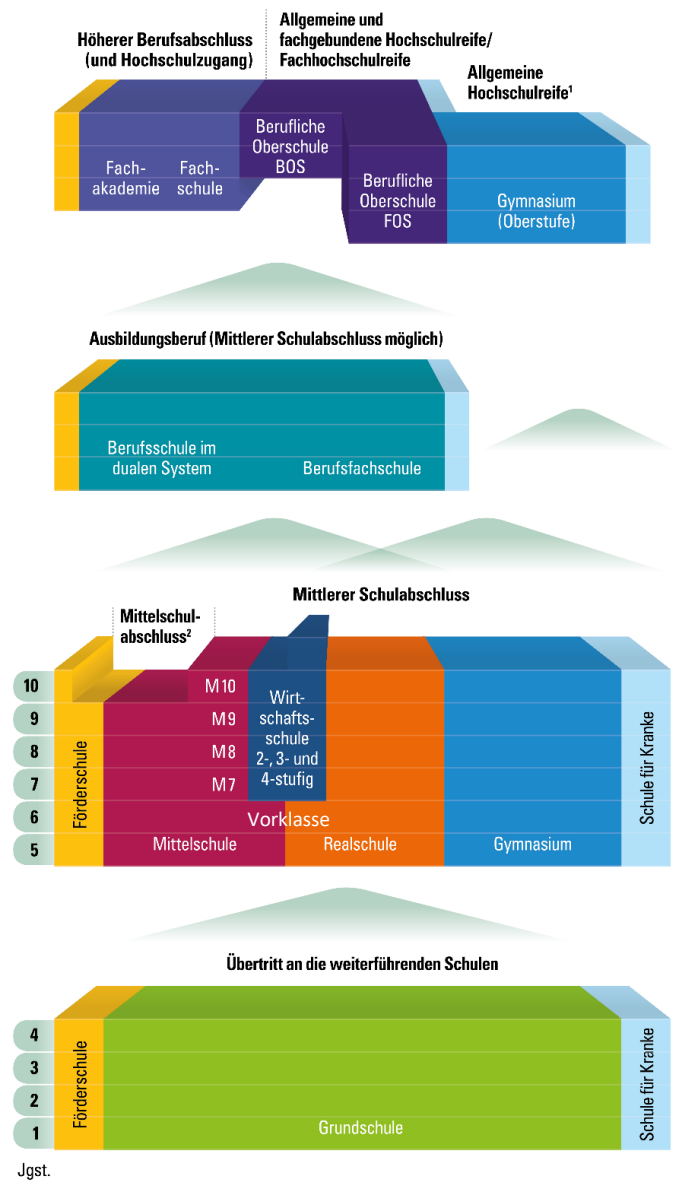 Höherer Berufsabschluss
(und Hochschulzugang)
Allgemeine und
fachgebundene Hochschulreife/
Fachhochschulreife
Allgemeine
Hochschulreife¹
Fach-
akademie
Fach-
schule
Berufliche
Oberschule
BOS
Berufliche
Oberschule
FOS
Gymnasium
(Oberstufe)
Ausbildungsberuf (Mittlerer Schulabschluss möglich)
Berufsschule im
dualen System
Berufsfachschule
Mittlerer Schulabschluss
Mittelschul-
abschluss²
10
9
8
7
6
5
Förderschule
M10
M9
M8
M7
Wirt-
schafts-
schule
2-, 3- und
4-stufig
Vorklasse
Mittelschule
Realschule
Gymnasium
Schule für Kranke
Übertritt an die weiterführenden Schulen
4
3
2
1
Förderschule
Grundschule
Schule für Kranke
Jgst.